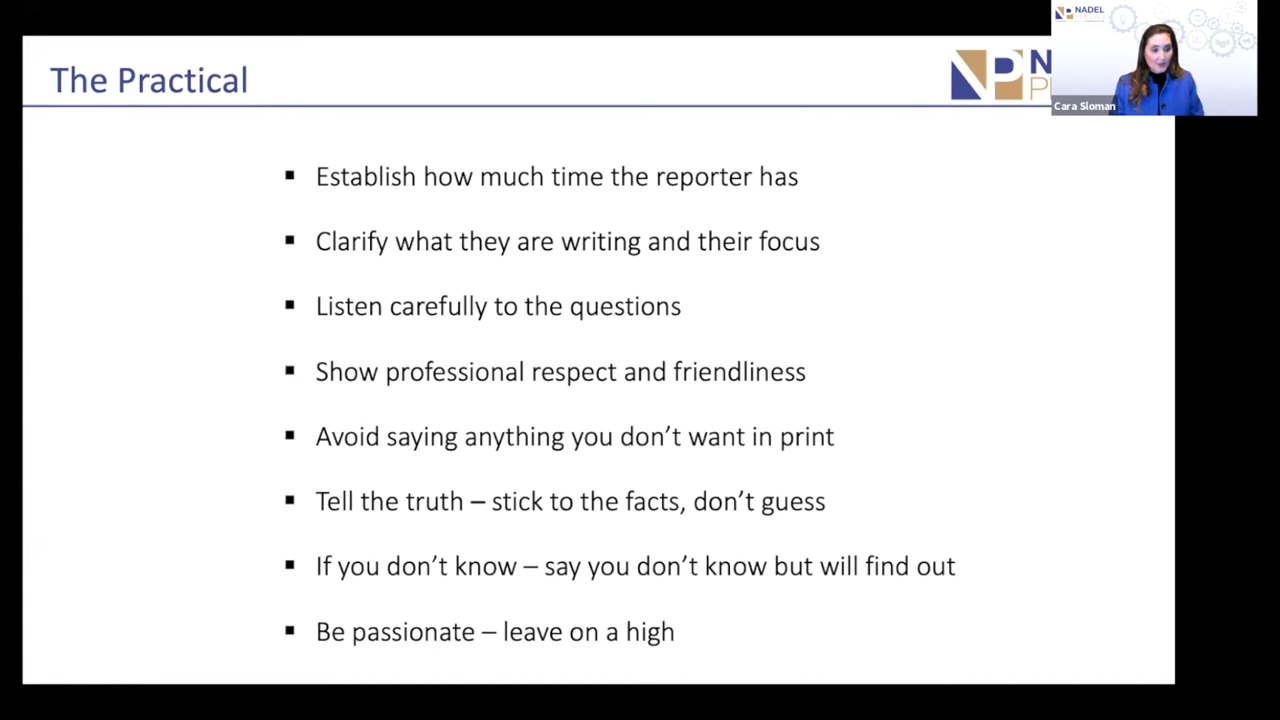 The Practical
NADEL
Cara Sloman
Establish how much time the reporter has
Clarify what they are writing and their focus
Listen carefully to the questions
Show professional respect and friendliness
Avoid saying anything you don’t want in print
Tell the truth – stick to the facts, don’t guess
If you don’t know – say you don’t know but will find out
Be passionate – leave on a high